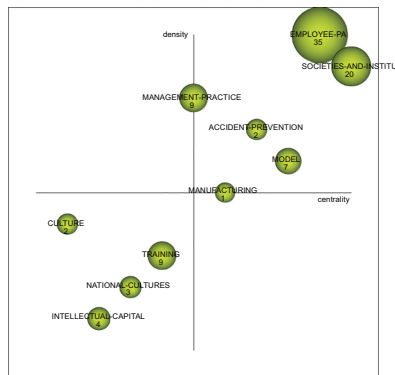 density
EMPLOYEE-PA
35
SOCIETIES-AND-INSTITU
20
MANAGEMENT-PRACTICE
9
ACCIDENT-PREVENTION
2
MODEL
7
MANUFACTURING
1
centrality
CULTURE
2
TRAINING
9
NATIONAL-CULTURES
3
INTELLECTUAL-CAPITAL
4